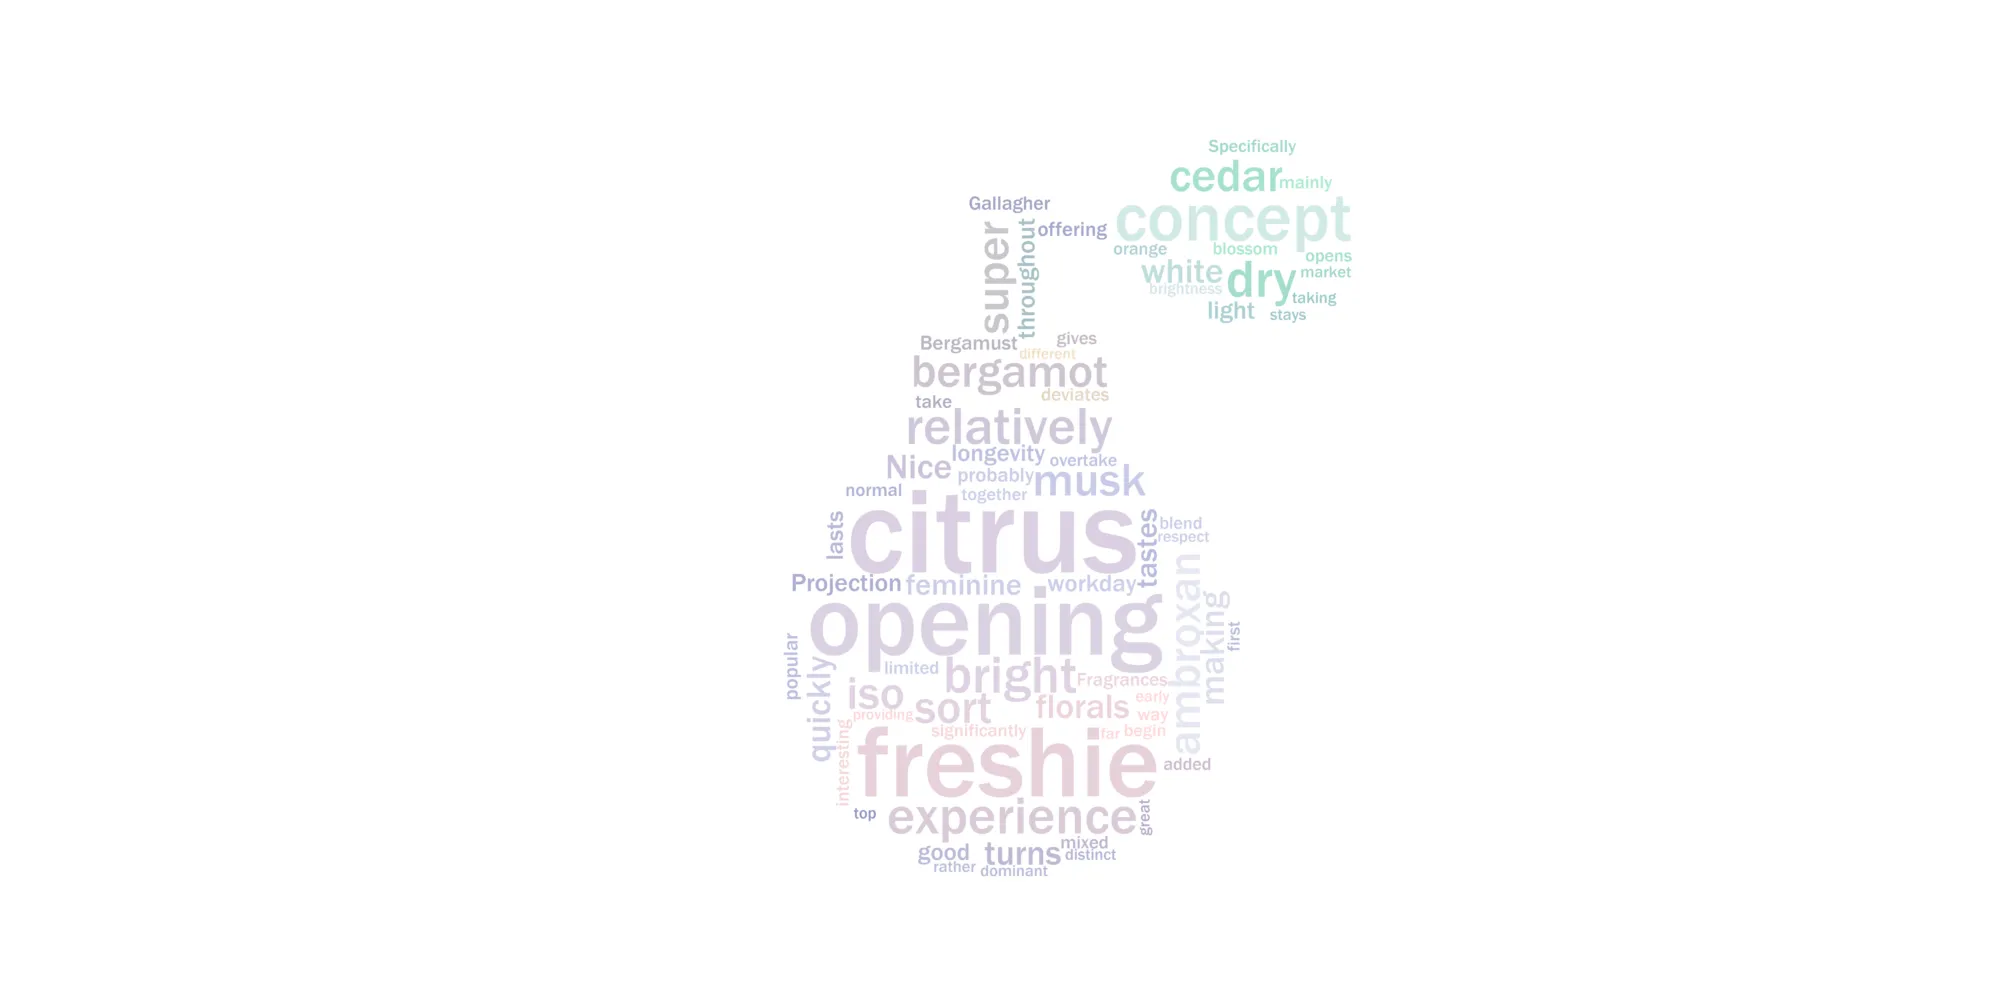 Specifically
cedar
mainly
Gallagher
concept
offering
super
throughout
orange
blossom
opens
white
dry
market
brightness
taking
light
stays
Bergamust
gives
different
bergamot
deviates
take
relatively
longevity
overtake
Nice
probably
musk
normal
together
citrus
lasts
tastes
blend
respect
Projection
feminine
workday
opening
ambroxan
making
first
popular
quickly
limited
bright
Fragrances
iso
sort
florals
early
providing
way
significantly
far
begin
interesting
freshie
added
top
experience
great
good
turns
mixed
distinct
rather
dominant